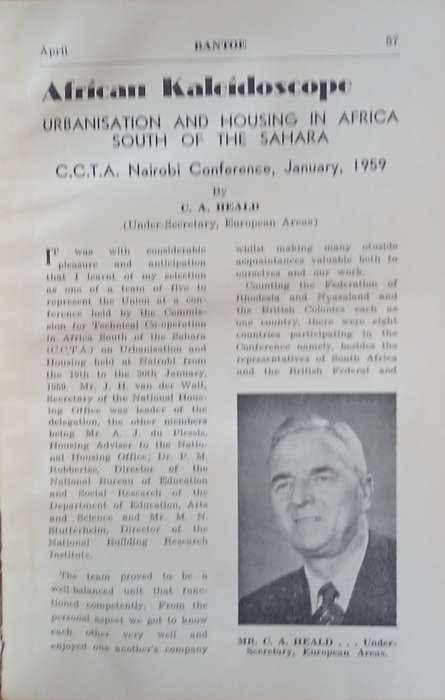 April
BANTOE
57
African Kaleidoscope
URBANISATION AND HOUSING IN AFRICA
SOUTH OF THE SAHARA
C.C.T.A. Nairobi Conference, January, 1959
By
C. A. HEALD
(Under-Secretary, European Areas)
IT was with considerable
pleasure and anticipation
that I learnt of my selection
as one of a team of five to
represent the Union at a con-
ference held by the Commis-
sion for Technical Co-operation
in Africa South of the Sahara
(C.C.T.A.) on Urbanisation and
Housing held at Nairobi from
the 19th to the 30th January,
1959. Mr. J. H. van der Walt,
Secretary of the National Hous-
ing Office was leader of the
delegation, the other members
being Mr. A. J. du Plessis,
Housing Adviser to the Natio-
nal Housing Office; Dr. P. M.
Robbertse, Director of the
National Bureau of Education
and Social Research of the
Department of Education, Arts
and Science and Mr. M. N.
Stutterheim, Director of the
National Building Research
Institute.
The team proved to be a
well-balanced unit that func-
tioned competently. From the
personal aspect we got to know
each other very well and
enjoyed one another's company
whilst making many outside
acquaintances valuable both to
ourselves and our work.
Counting the Federation of
Rhodesia and Nyasaland and
the British Colonies each as
one country, there were eight
countries participating in the
Conference namely, besides the
representatives of South Africa
and the British Federal and
MR. C. A. HEALD . . . Under-
Secretary, European Areas.